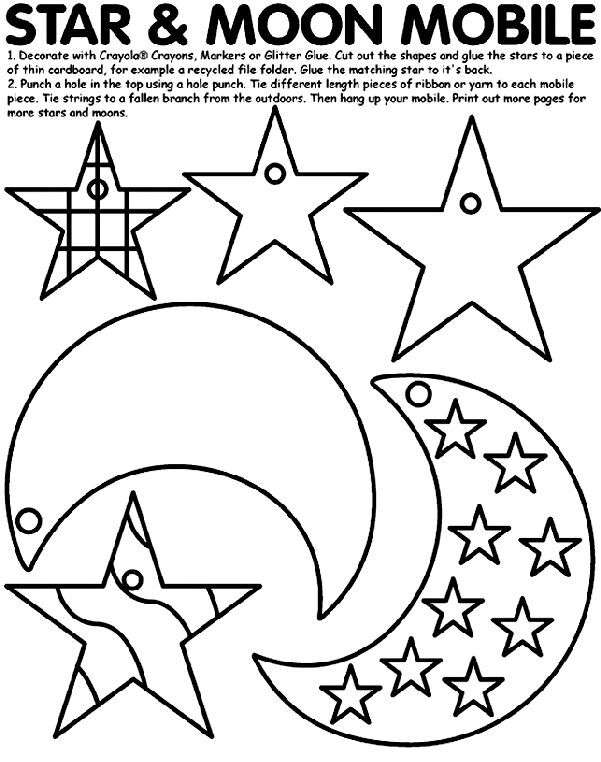 STAR & MOON MOBILE
1. Decorate with Crayola® Crayons, Markers or Glitter Glue. Cut out the shapes and glue the stars to a piece
of thin cardboard, for example a recycled file folder. Glue the matching star to it's back.
2. Punch a hole in the top using a hole punch. Tie different length pieces of ribbon or yarn to each mobile
piece. Tie strings to a fallen branch from the outdoors. Then hang up your mobile. Print out more pages for
more stars and moons.